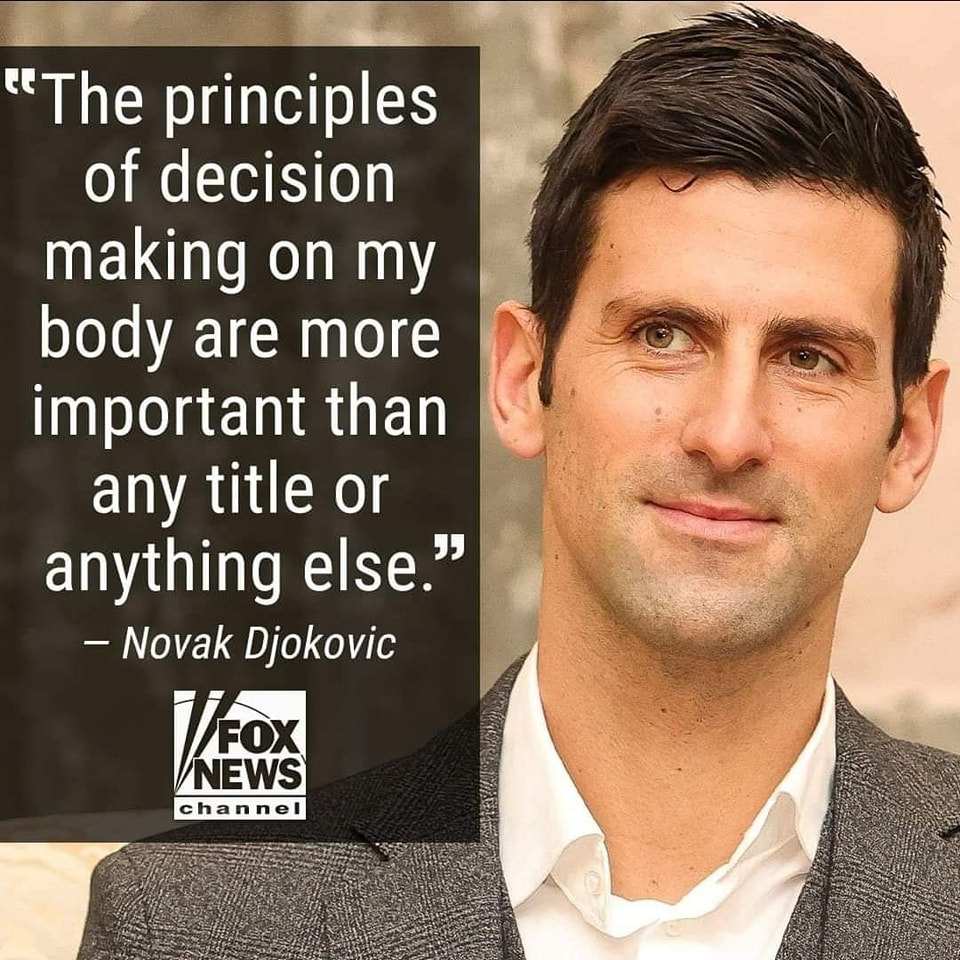 “The principles
of decision
making on my
body are more
important than
any title or
anything else.”
– Novak Djokovic
FOX
NEWS
channel